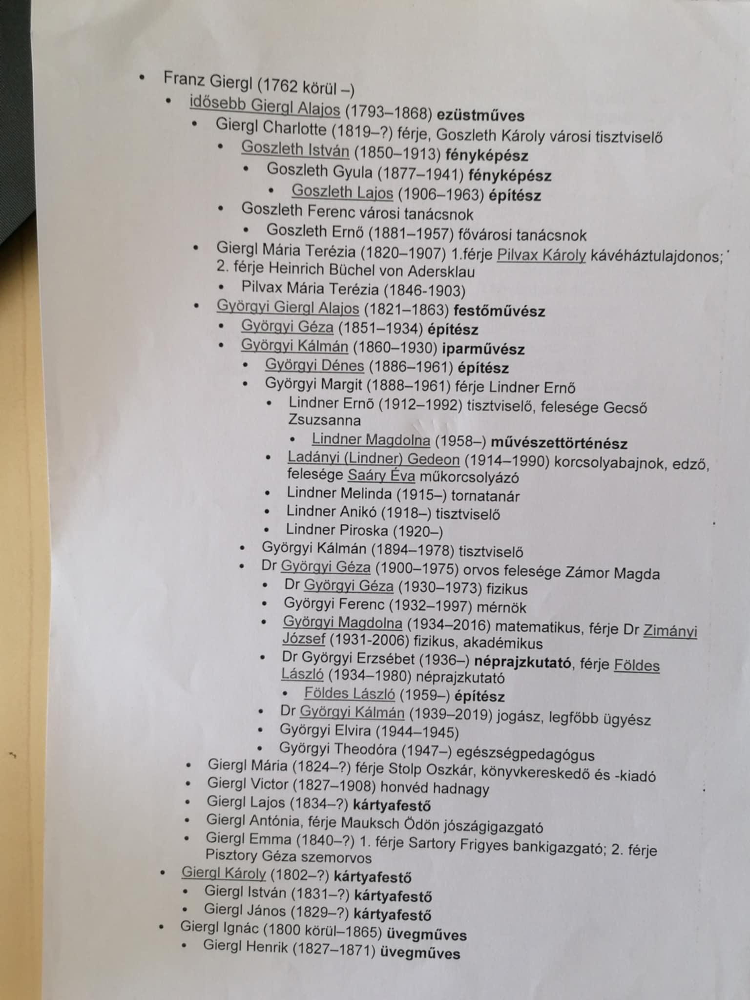 • Franz Giergl (1762 körül –)
• idősebb Giergl Alajos (1793–1868) ezüstműves
• Giergl Charlotte (1819–?) férje, Goszleth Károly városi tisztviselő
• Goszleth István (1850–1913) fényképész
• Goszleth Gyula (1877–1941) fényképész
• Goszleth Lajos (1906–1963) építész
• Goszleth Ferenc városi tanácsnok
• Goszleth Ernő (1881–1957) fővárosi tanácsnok
• Giergl Mária Terézia (1820–1907) 1.férje Pilvax Károly kávéháztulajdonos;
2. férje Heinrich Büchel von Adersklau
• Pilvax Mária Terézia (1846-1903)
• Györgyi Giergl Alajos (1821–1863) festőművész
• Györgyi Géza (1851–1934) építész
• Györgyi Kálmán (1860–1930) iparművész
• Györgyi Dénes (1886–1961) építész
• Györgyi Margit (1888–1961) férje Lindner Ernő
• Lindner Ernő (1912–1992) tisztviselő, felesége Gecső
Zsuzsanna
• Lindner Magdolna (1958–) művészettörténész
• Ladányi (Lindner) Gedeon (1914–1990) korcsolyabajnok, edző,
felesége Saáry Éva műkorcsolyázó
• Lindner Melinda (1915–) tornatanár
• Lindner Anikó (1918–) tisztviselő
• Lindner Piroska (1920–)
• Györgyi Kálmán (1894–1978) tisztviselő
• Dr Györgyi Géza (1900–1975) orvos felesége Zámor Magda
• Dr Györgyi Géza (1930–1973) fizikus
• Györgyi Ferenc (1932–1997) mérnök
• Györgyi Magdolna (1934–2016) matematikus, férje Dr Zimányi
József (1931-2006) fizikus, akadémikus
• Dr Györgyi Erzsébet (1936–) néprajzkutató, férje Földes
László (1934–1980) néprajzkutató
• Földes László (1959–) építész
• Dr Györgyi Kálmán (1939–2019) jogász, legfőbb ügyész
• Györgyi Elvira (1944–1945)
• Györgyi Theodóra (1947–) egészségpedagógus
• Giergl Mária (1824–?) férje Stolp Oszkár, könyvkereskedő és -kiadó
• Giergl Victor (1827–1908) honvéd hadnagy
• Giergl Lajos (1834–?) kártyafestő
• Giergl Antónia, férje Mauksch Ödön jószágigazgató
• Giergl Emma (1840–?) 1. férje Sartory Frigyes bankigazgató; 2. férje
Pisztory Géza szemorvos
• Giergl Károly (1802–?) kártyafestő
• Giergl István (1831–?) kártyafestő
• Giergl János (1829–?) kártyafestő
• Giergl Ignác (1800 körül–1865) üvegműves
• Giergl Henrik (1827–1871) üvegműves